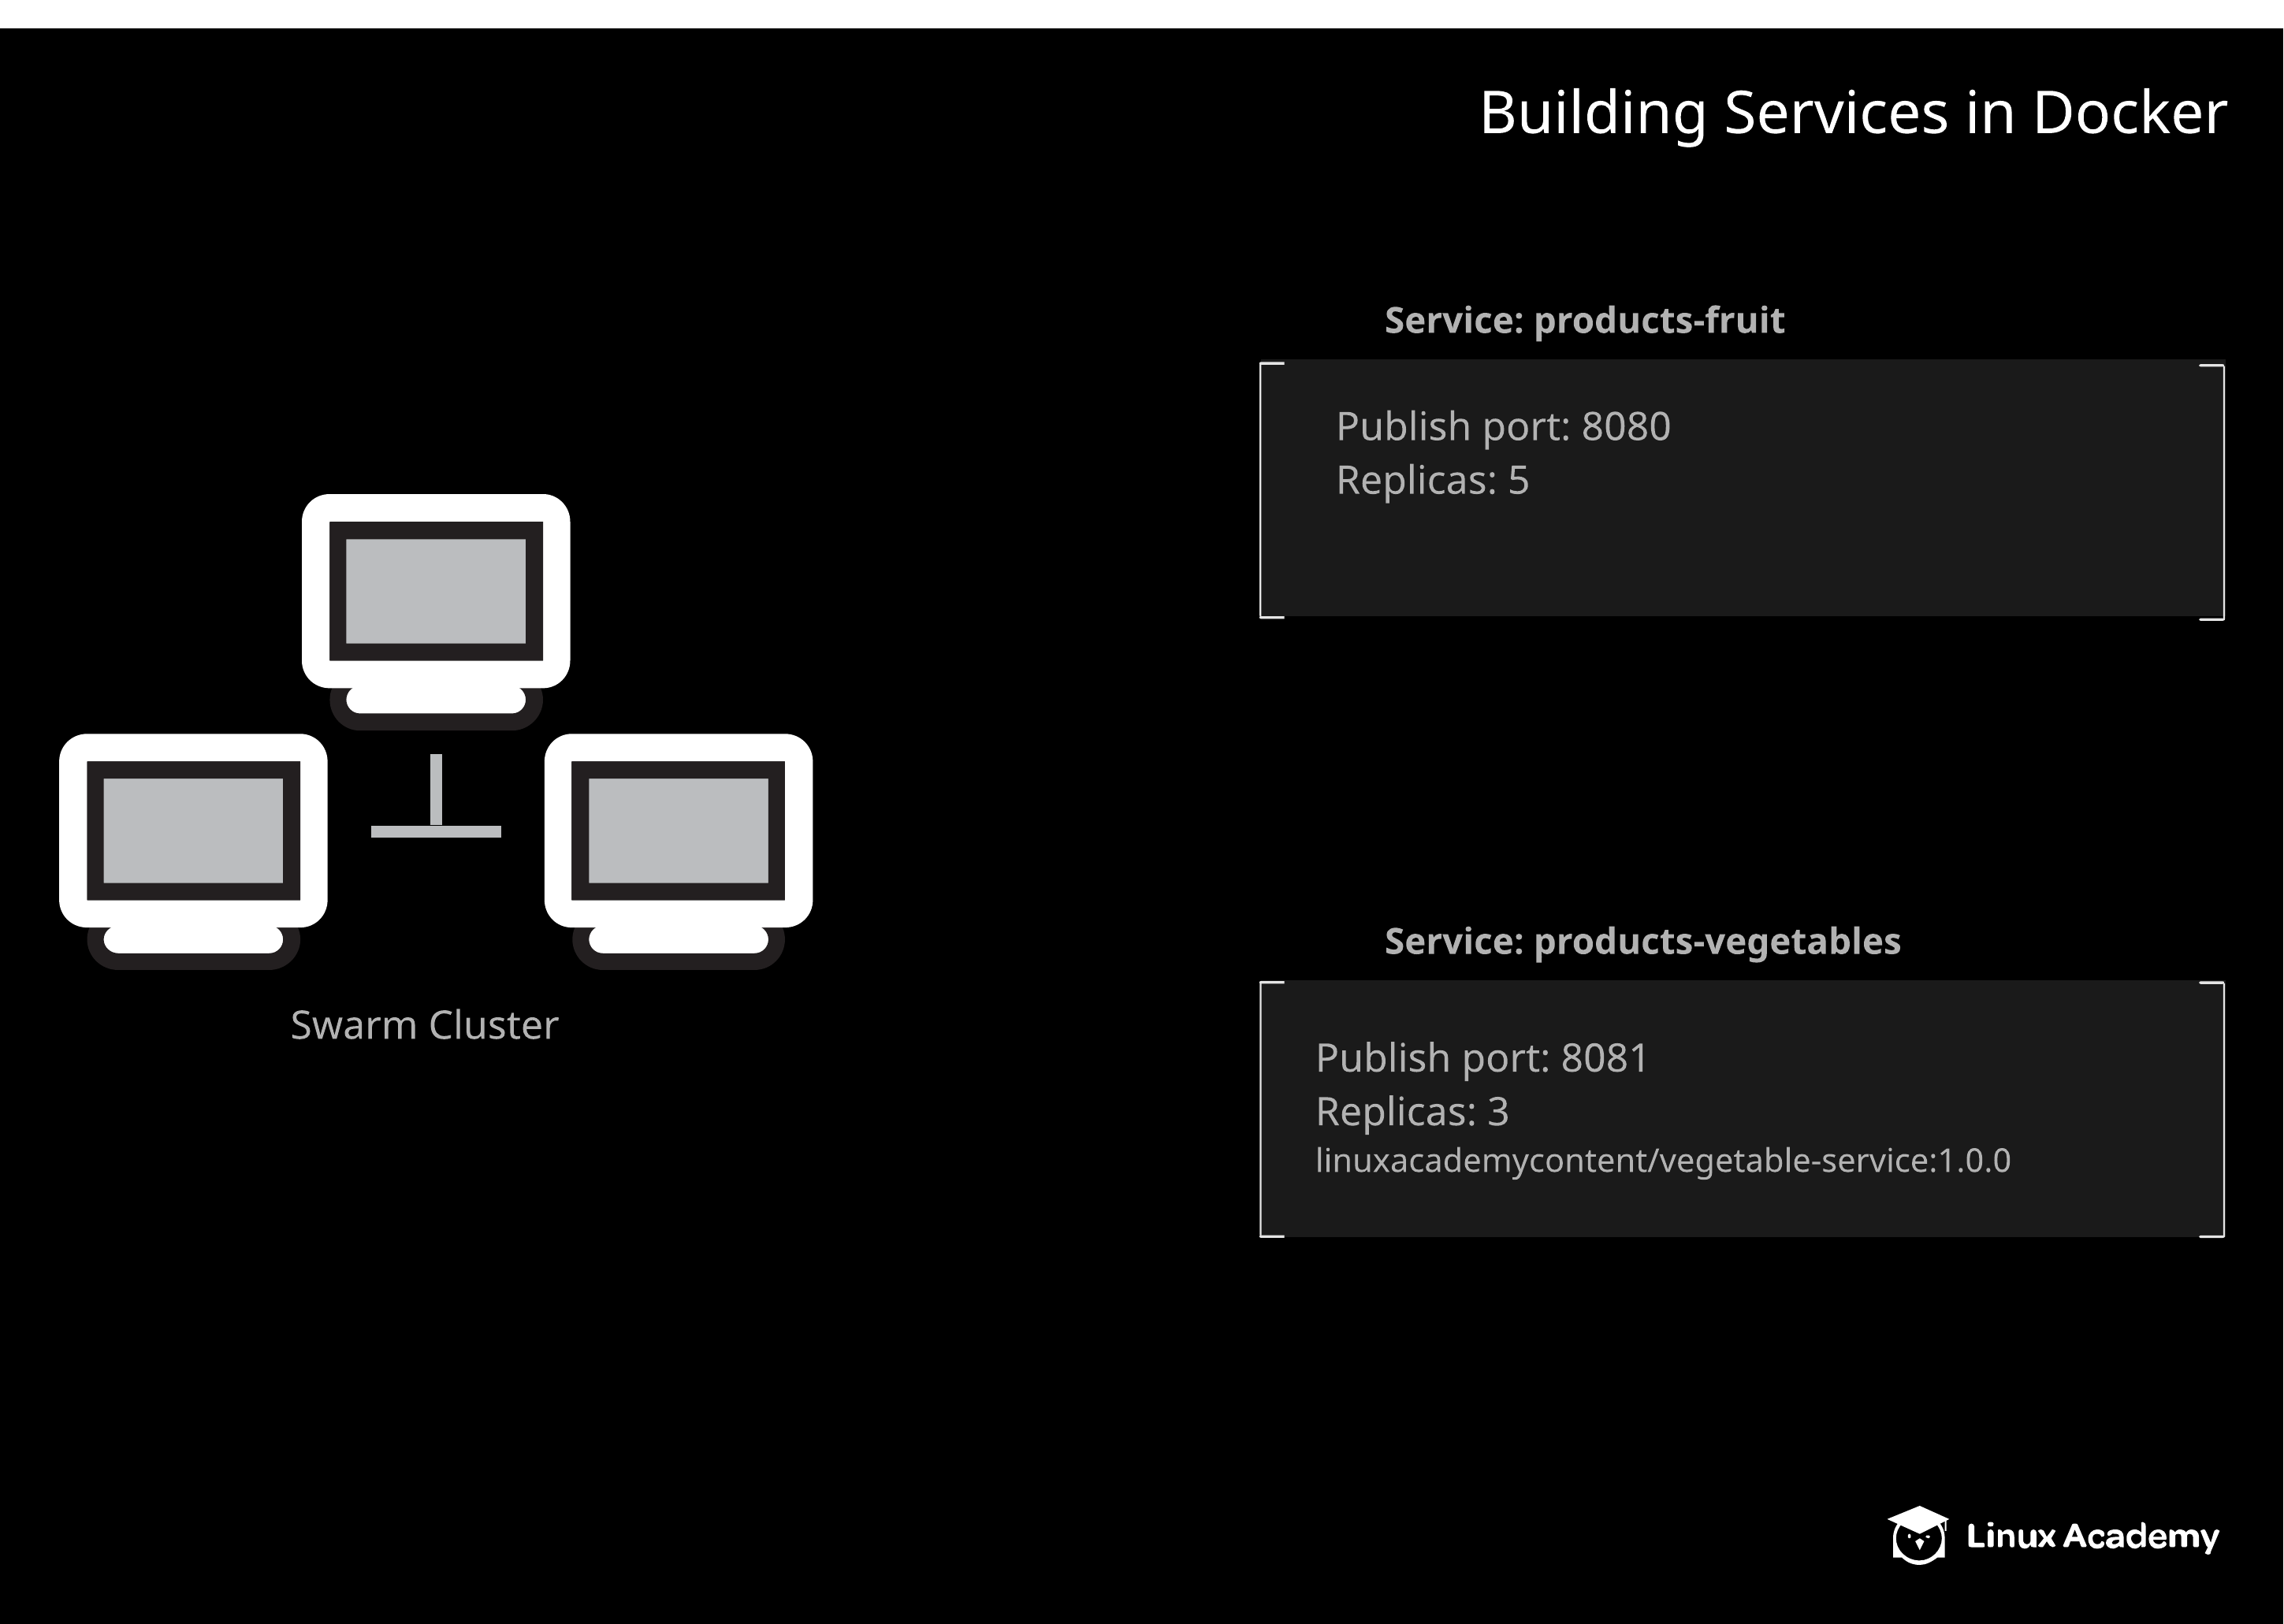 Building Services in Docker
Service: products-fruit
Publish port: 8080
Replicas: 5
Swarm Cluster
Service: products-vegetables
Publish port: 8081
Replicas: 3
linuxacademycontent/vegetable-service:1.0.0
Linux Academy